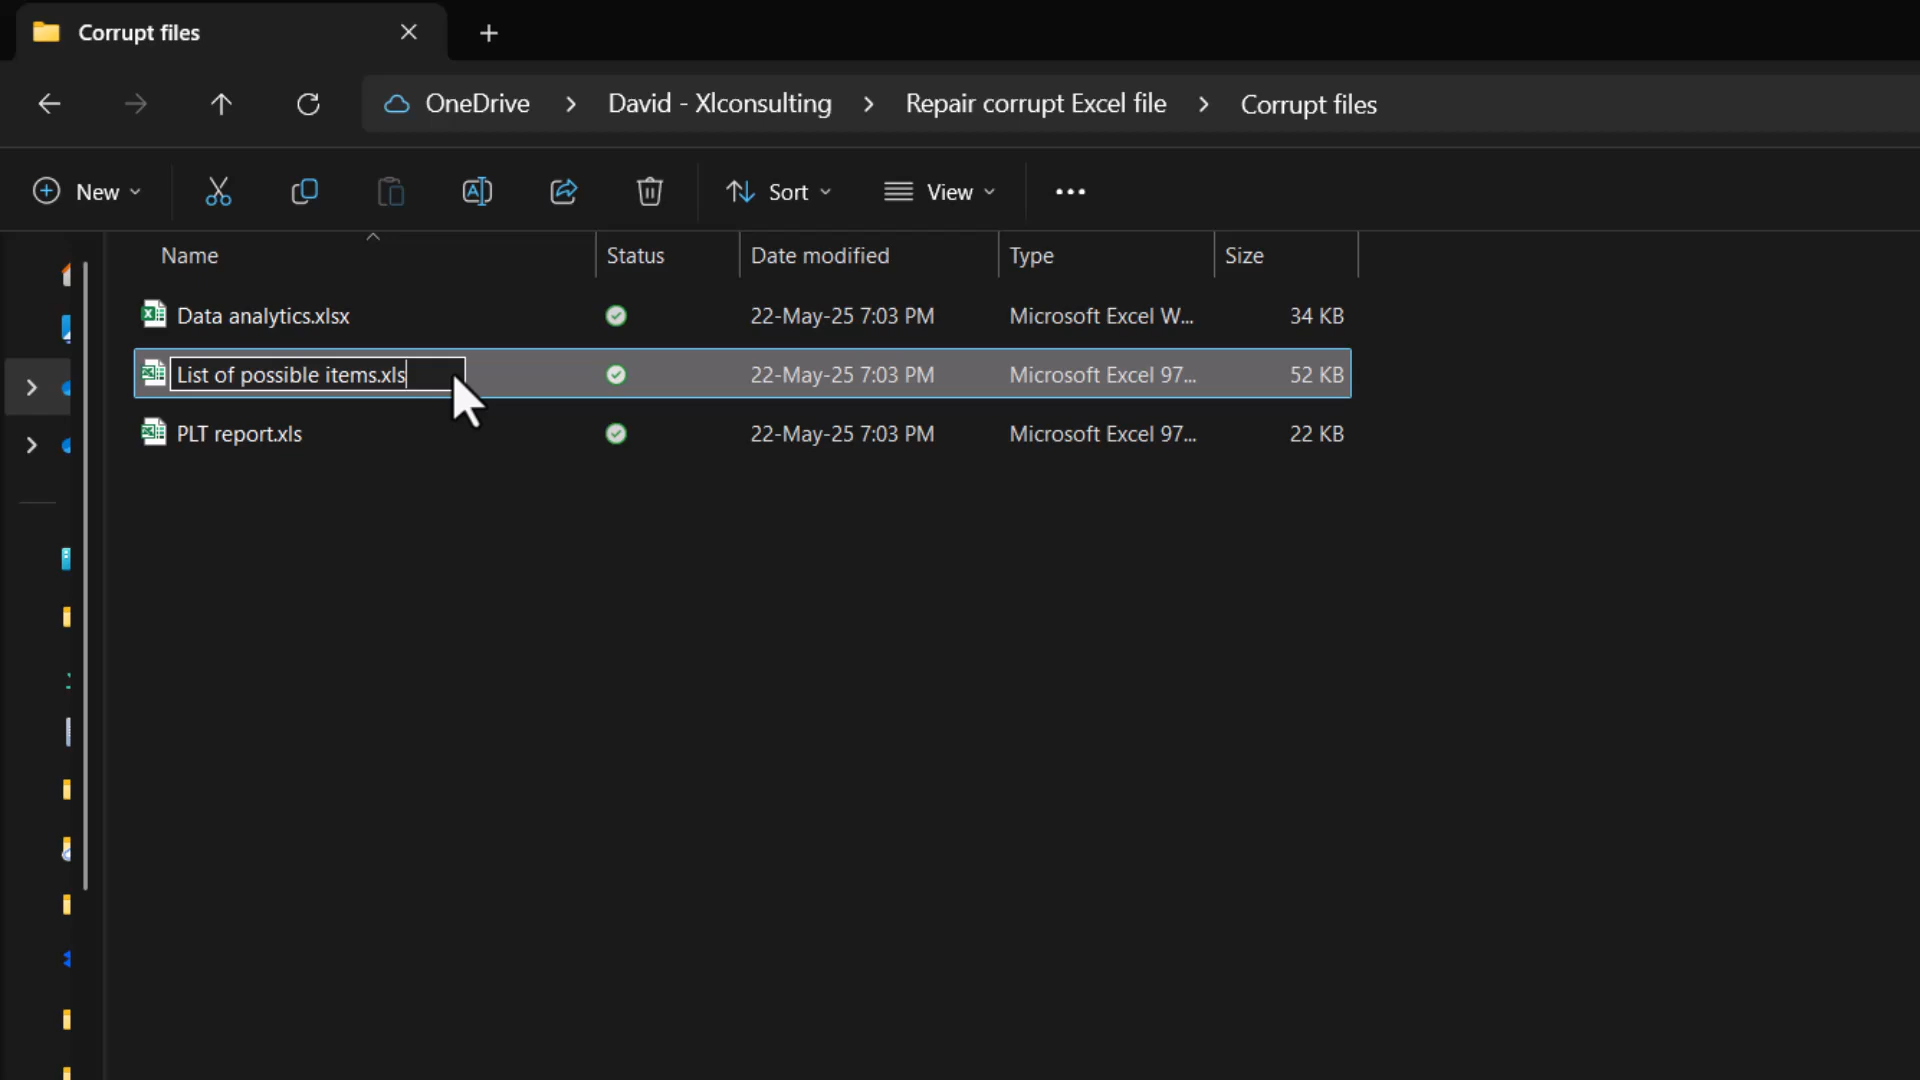 Corrupt files
OneDrive > David - Xlconsulting > Repair corrupt Excel file > Corrupt files
New Sort View
Name Status Date modified Type Size
Data analytics.xlsx 22-May-25 7:03 PM Microsoft Excel W... 34 KB
List of possible items.xls 22-May-25 7:03 PM Microsoft Excel 97... 52 KB
PLT report.xls 22-May-25 7:03 PM Microsoft Excel 97... 22 KB